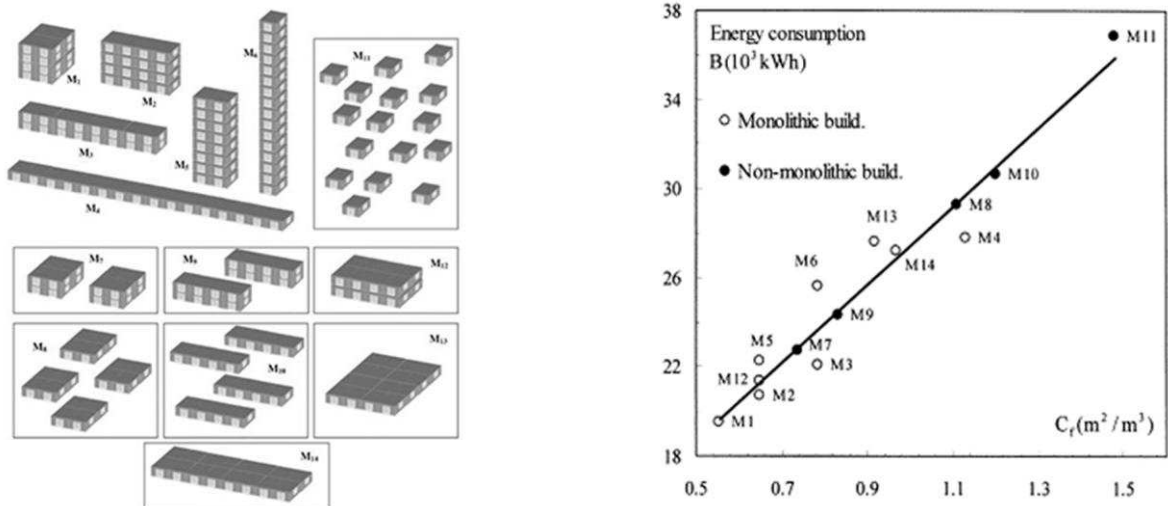 M₁
M₂
M₃
M₄
M₅
M₆
M₁₁
M₇
M₉
M₁₂
M₈
M₁₀
M₁₃
M₁₄
Energy consumption
B (10³ kWh)
Monolithic build.
Non-monolithic build.
38
34
30
26
22
18
M11
M10
M8
M13
M4
M14
M6
M9
M5
M7
M3
M12
M2
M1
Cf (m² / m³)
0.5 0.7 0.9 1.1 1.3 1.5